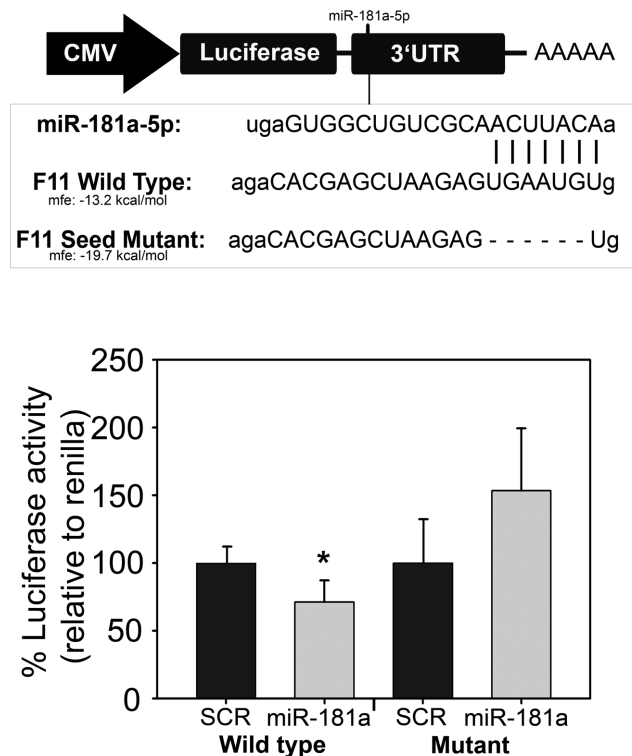 miR-181a-5p
CMV Luciferase 3‘UTR AAAAA
miR-181a-5p: ugaGUGGCUGUCGCAACUUACAa
F11 Wild Type: agaCACGAGCUAAGAGUGAAUGUg
mfe: -13.2 kcal/mol
F11 Seed Mutant: agaCACGAGCUAAGAG - - - - - - Ug
mfe: -19.7 kcal/mol
% Luciferase activity
(relative to renilla)
250
200
150
100
50
0
*
SCR miR-181a SCR miR-181a
Wild type Mutant